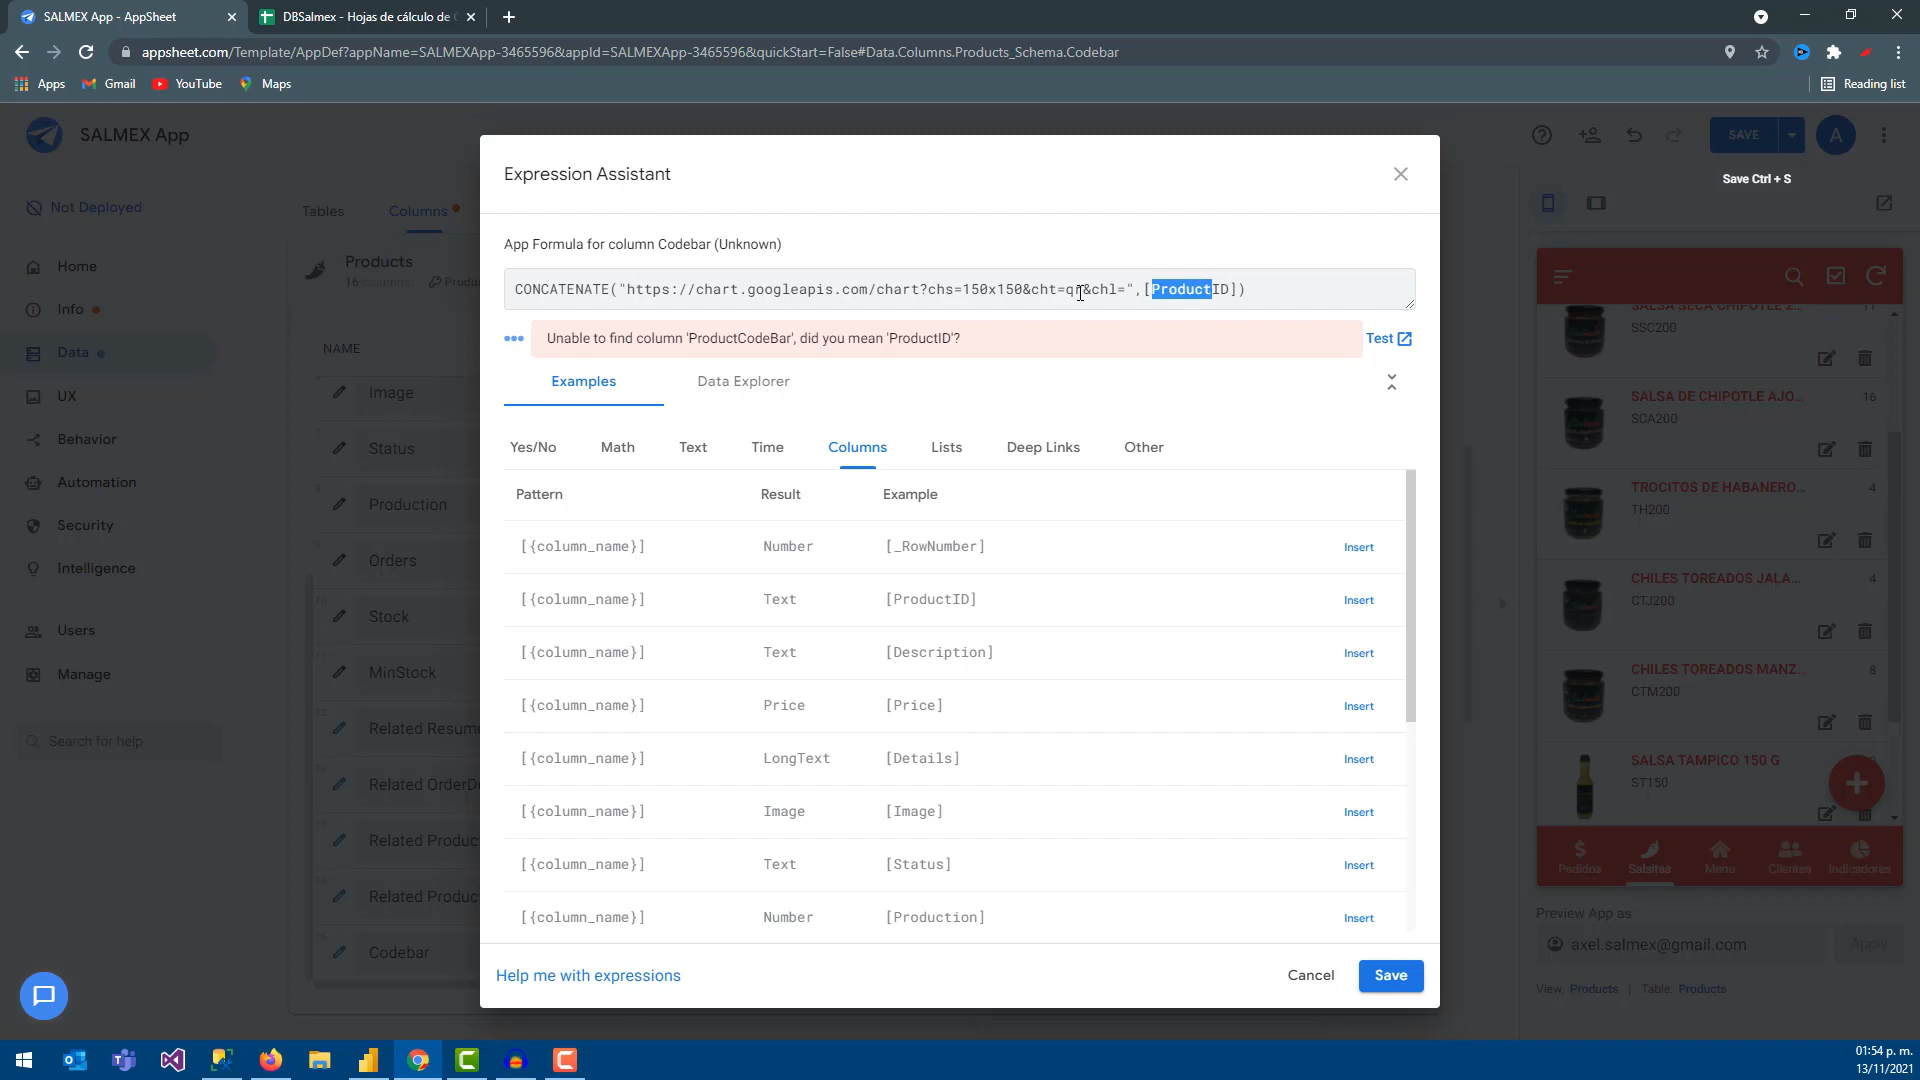 SALMEX App - AppSheet
DBSalmex - Hojas de cálculo de
appsheet.com/Template/AppDef?appName=SALMEXApp-3465596&appId=SALMEXApp-3465596&quickStart=False#Data.Columns.Products_Schema.Codebar
Apps
Gmail
YouTube
Maps
Reading list
SALMEX App
SAVE
A
Save Ctrl + S
Not Deployed
Home
Info
Data
UX
Behavior
Automation
Security
Intelligence
Users
Manage
Search for help
Tables
Columns
Products
16 columns
NAME
Image
Status
Production
Orders
Stock
MinStock
Codebar
Expression Assistant
App Formula for column Codebar (Unknown)
CONCATENATE("https://chart.googleapis.com/chart?chs=150x150&cht=qr&chl=",[ProductID])
Unable to find column 'ProductCodeBar', did you mean 'ProductID'?
Test
Examples
Data Explorer
Yes/No
Math
Text
Time
Columns
Lists
Deep Links
Other
Pattern Result Example
[{column_name}] Number [_RowNumber] Insert
[{column_name}] Text [ProductID] Insert
[{column_name}] Text [Description] Insert
[{column_name}] Price [Price] Insert
[{column_name}] LongText [Details] Insert
[{column_name}] Image [Image] Insert
[{column_name}] Text [Status] Insert
[{column_name}] Number [Production] Insert
Help me with expressions
Cancel
Save
SSC200
SALSA DE CHIPOTLE AJO... 16
SCA200
TROCITOS DE HABANERO... 4
TH200
CHILES TOREADOS JALA... 4
CTJ200
CHILES TOREADOS MANZ... 8
CTM200
SALSA TAMPICO 150 G
ST150
Pedidos
Salsitas
Menu
Clientes
Indicadores
Preview App as
axel.salmex@gmail.com
Apply
View: Products | Table: Products
01:54 p. m.
13/11/2021